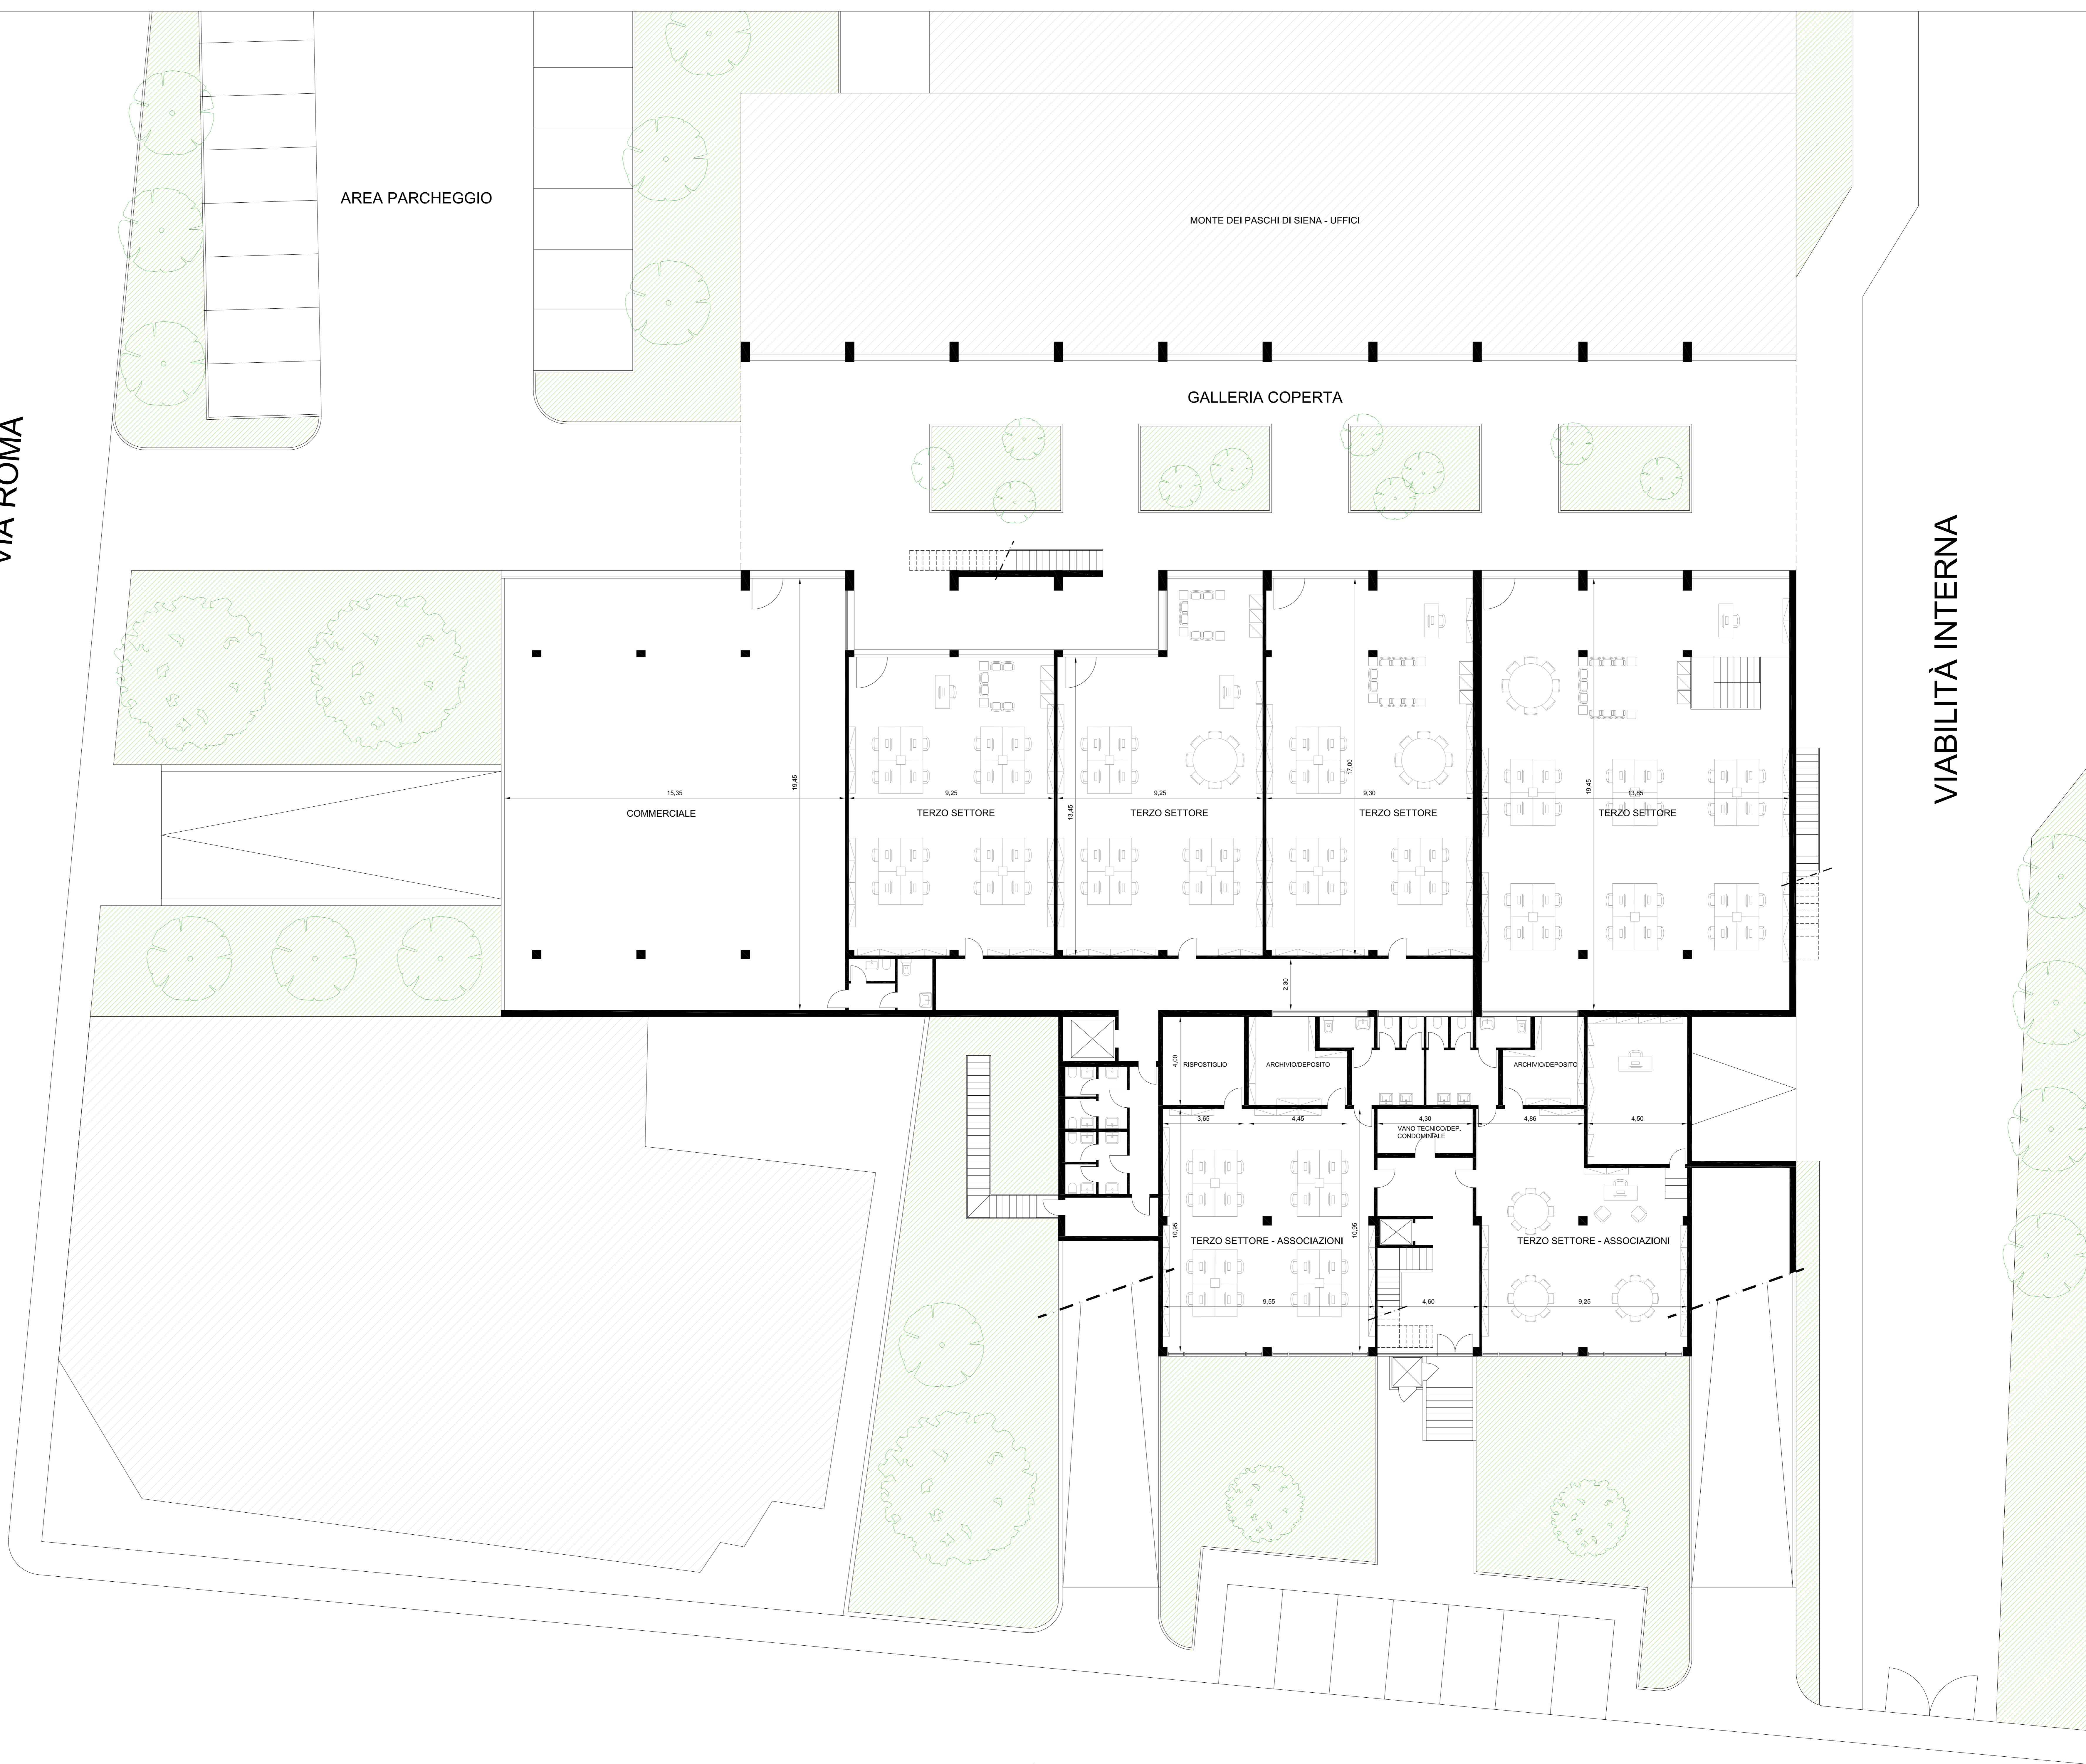 AREA PARCHEGGIO
MONTE DEI PASCHI DI SIENA - UFFICI
GALLERIA COPERTA
VIA ROMA
VIABILITÀ INTERNA
15,35
19,45
COMMERCIALE
9,25
TERZO SETTORE
13,45
9,25
TERZO SETTORE
17,00
9,30
TERZO SETTORE
19,45
13,85
TERZO SETTORE
2,30
4,00
RISPOSTIGLIO
ARCHIVIO/DEPOSITO
ARCHIVIO/DEPOSITO
3,65
4,45
4,30
4,86
4,50
VANO TECNICO/DEP.
CONDOMINIALE
10,95
TERZO SETTORE - ASSOCIAZIONI
10,95
TERZO SETTORE - ASSOCIAZIONI
9,55
4,60
9,25